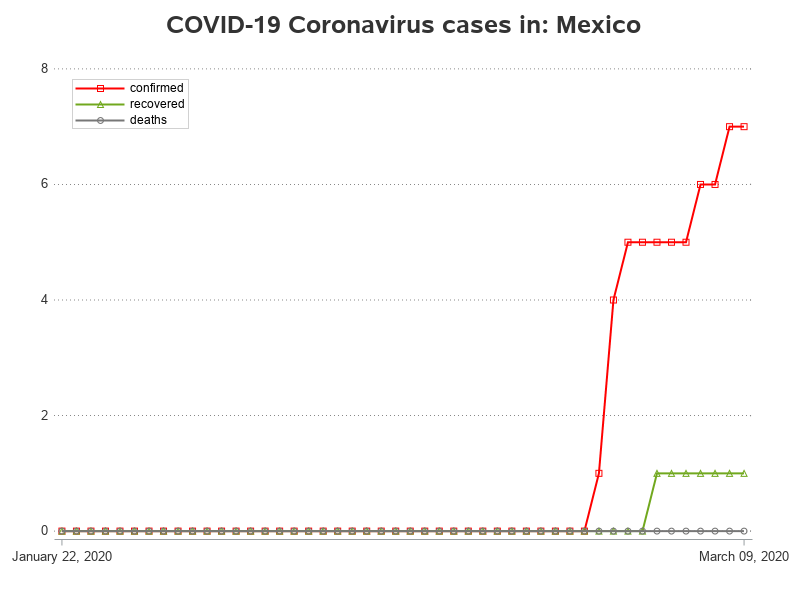 COVID-19 Coronavirus cases in: Mexico
8
confirmed
recovered
deaths
6
4
2
0
January 22, 2020
March 09, 2020